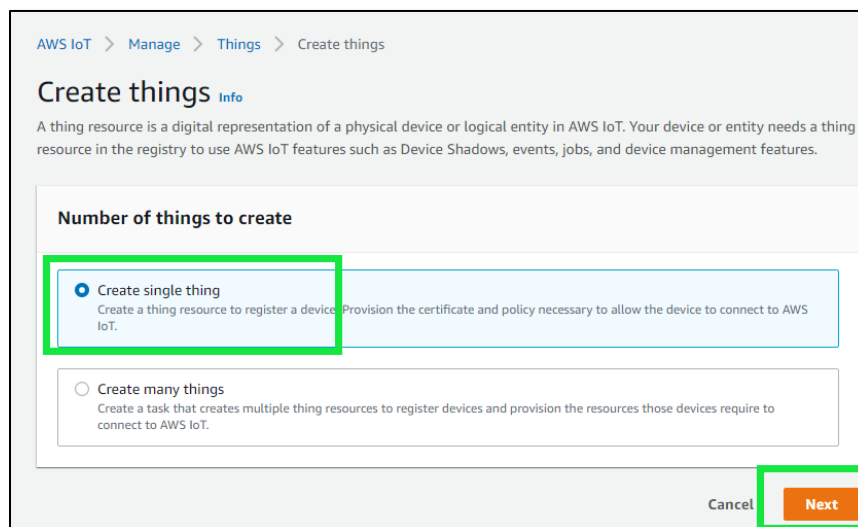 AWS IoT > Manage > Things > Create things
Create things Info
A thing resource is a digital representation of a physical device or logical entity in AWS IoT. Your device or entity needs a thing
resource in the registry to use AWS IoT features such as Device Shadows, events, jobs, and device management features.
Number of things to create
Create single thing
Create a thing resource to register a device. Provision the certificate and policy necessary to allow the device to connect to AWS
IoT.
Create many things
Create a task that creates multiple thing resources to register devices and provision the resources those devices require to
connect to AWS IoT.
Cancel Next